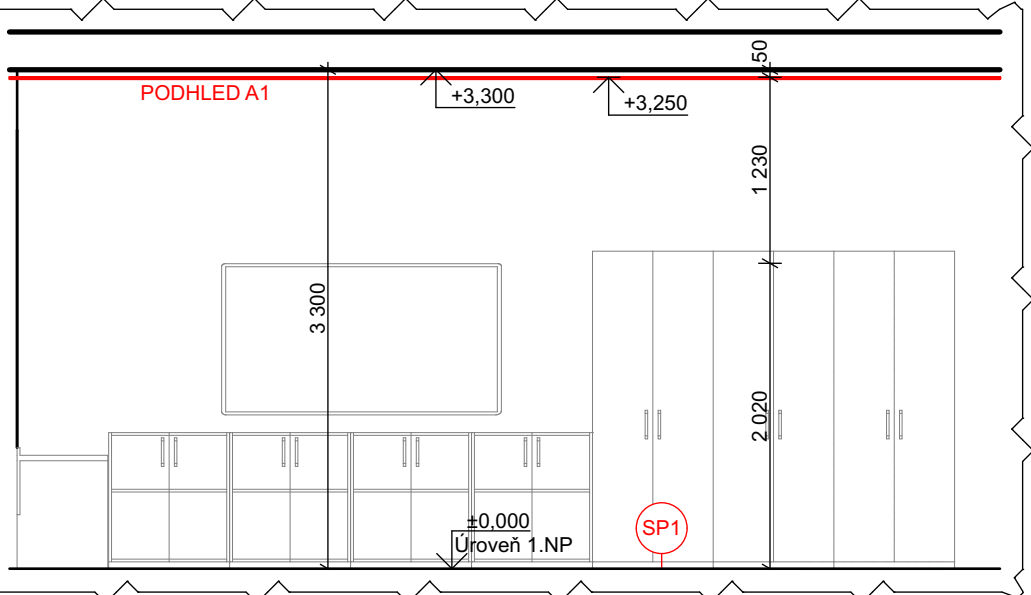 50
PODHLED A1
+3,300
+3,250
1 230
3 300
2 020
±0,000
Úroveň 1.NP
SP1